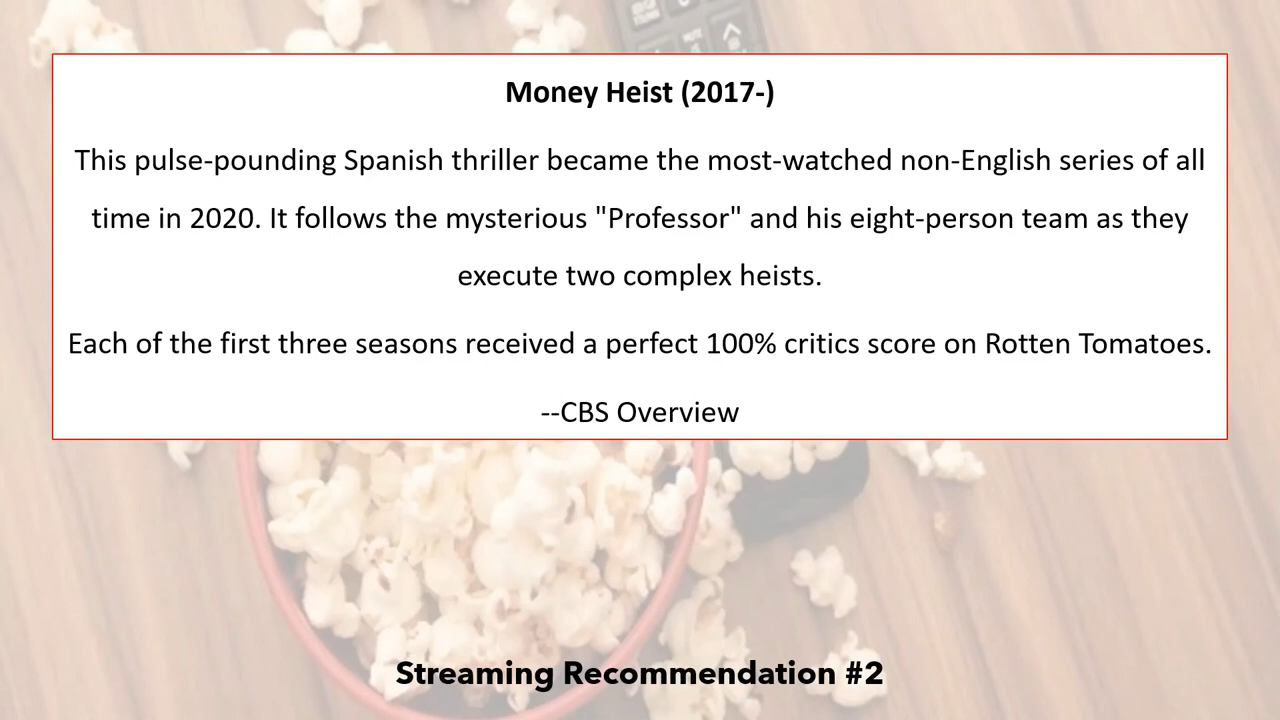 Money Heist (2017-)
This pulse-pounding Spanish thriller became the most-watched non-English series of all
time in 2020. It follows the mysterious "Professor" and his eight-person team as they
execute two complex heists.
Each of the first three seasons received a perfect 100% critics score on Rotten Tomatoes.
--CBS Overview
Streaming Recommendation #2